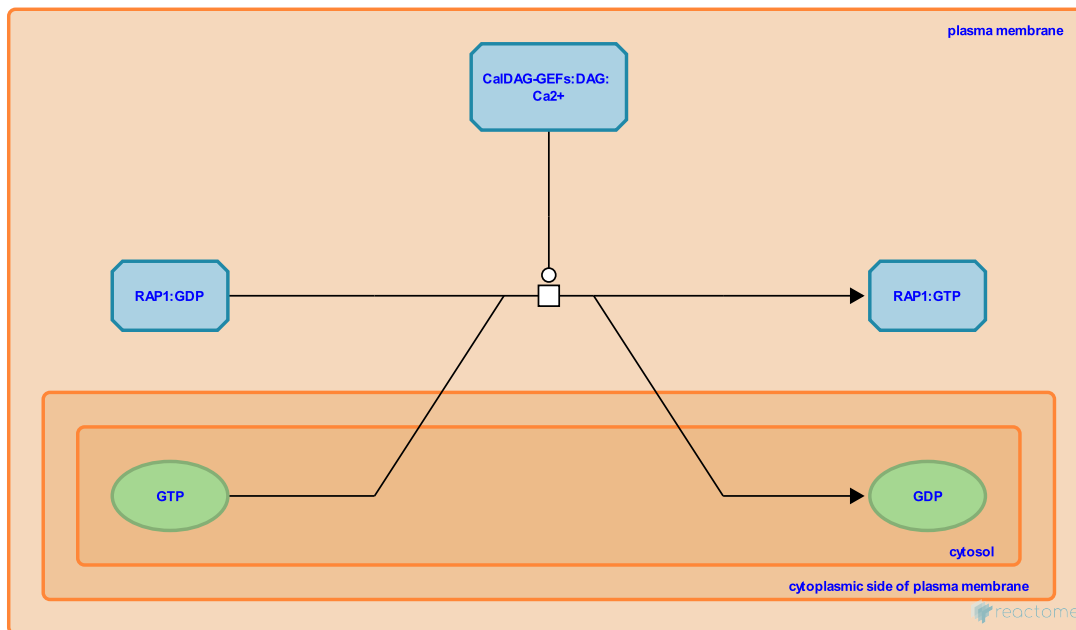 plasma membrane
CalDAG-GEFs:DAG:
Ca2+
RAP1:GDP
RAP1:GTP
GTP
GDP
cytosol
cytoplasmic side of plasma membrane
reactome